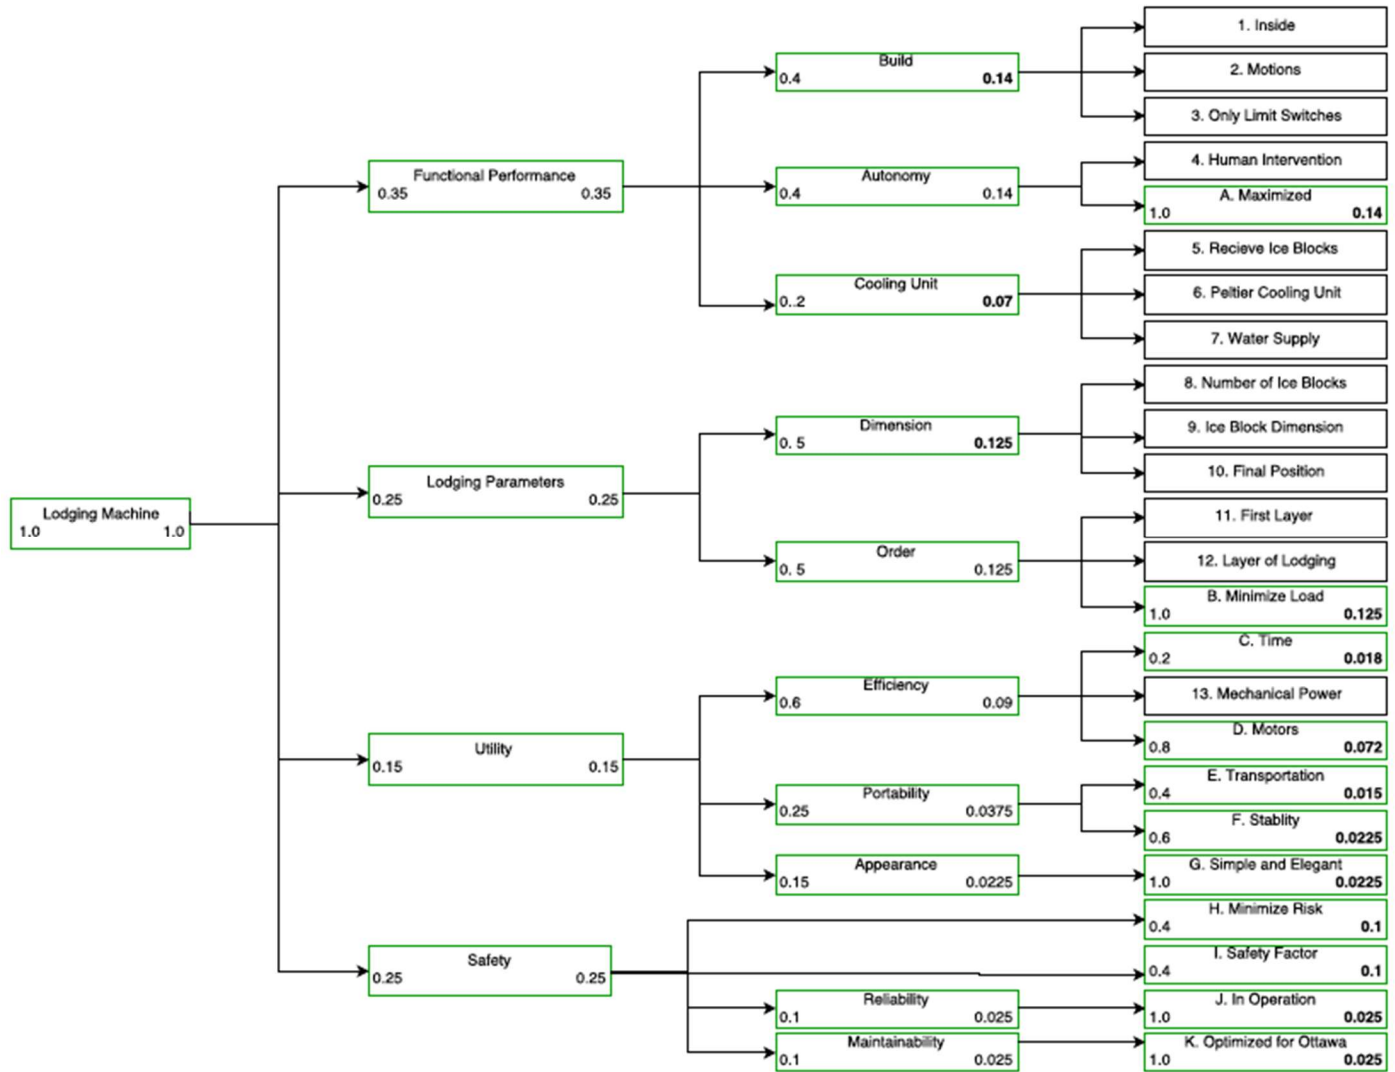 Lodging Machine
1.0 1.0
Functional Performance
0.35 0.35
Lodging Parameters
0.25 0.25
Utility
0.15 0.15
Safety
0.25 0.25
Build
0.4 0.14
Autonomy
0.4 0.14
Cooling Unit
0..2 0.07
Dimension
0. 5 0.125
Order
0. 5 0.125
Efficiency
0.6 0.09
Portability
0.25 0.0375
Appearance
0.15 0.0225
Reliability
0.1 0.025
Maintainability
0.1 0.025
1. Inside
2. Motions
3. Only Limit Switches
4. Human Intervention
A. Maximized
1.0 0.14
5. Recieve Ice Blocks
6. Peltier Cooling Unit
7. Water Supply
8. Number of Ice Blocks
9. Ice Block Dimension
10. Final Position
11. First Layer
12. Layer of Lodging
B. Minimize Load
1.0 0.125
C. Time
0.2 0.018
13. Mechanical Power
D. Motors
0.8 0.072
E. Transportation
0.4 0.015
F. Stablity
0.6 0.0225
G. Simple and Elegant
1.0 0.0225
H. Minimize Risk
0.4 0.1
I. Safety Factor
0.4 0.1
J. In Operation
1.0 0.025
K. Optimized for Ottawa
1.0 0.025